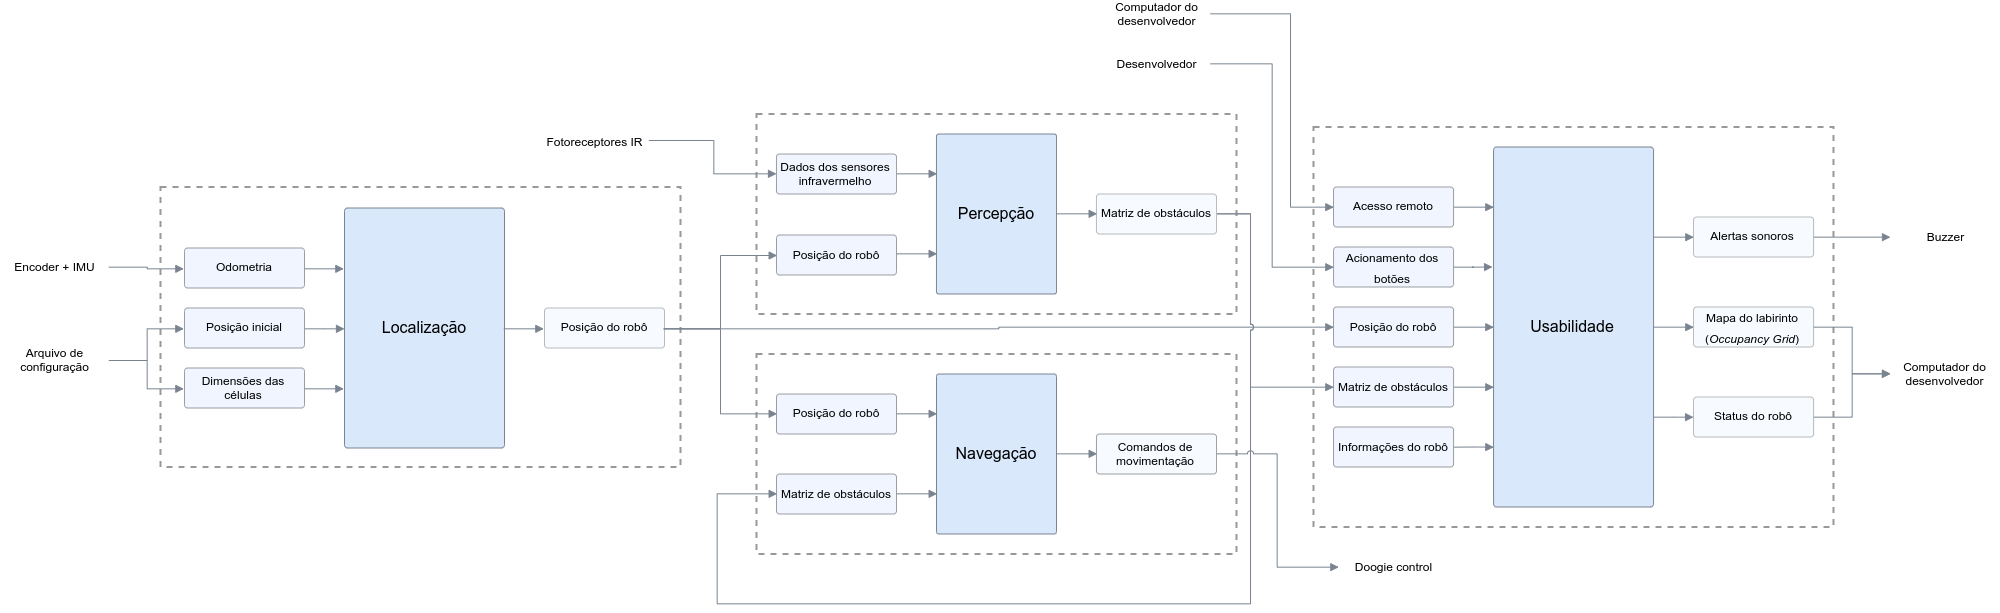 Computador do
desenvolvedor
Desenvolvedor
Fotoreceptores IR
Encoder + IMU
Arquivo de
configuração
Odometria
Posição inicial
Dimensões das
células
Localização
Posição do robô
Dados dos sensores
infravermelho
Posição do robô
Percepção
Matriz de obstáculos
Posição do robô
Matriz de obstáculos
Navegação
Comandos de
movimentação
Acesso remoto
Acionamento dos
botões
Posição do robô
Matriz de obstáculos
Informações do robô
Usabilidade
Alertas sonoros
Mapa do labirinto
(Occupancy Grid)
Status do robô
Buzzer
Computador do
desenvolvedor
Doogie control